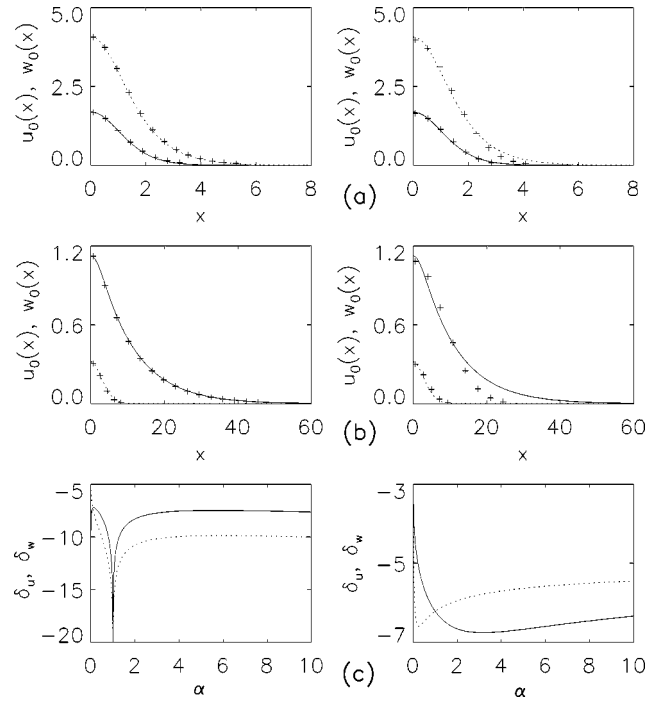 5.0
2.5
0.0
u₀(x), w₀(x)
0 2 4 6 8
x
5.0
2.5
0.0
u₀(x), w₀(x)
0 2 4 6 8
x
(a)
1.2
0.6
0.0
u₀(x), w₀(x)
0 20 40 60
x
1.2
0.6
0.0
u₀(x), w₀(x)
0 20 40 60
x
(b)
-5
-10
-15
-20
δᵤ, δ_w
0 2 4 6 8 10
α
-3
-5
-7
δᵤ, δ_w
0 2 4 6 8 10
α
(c)